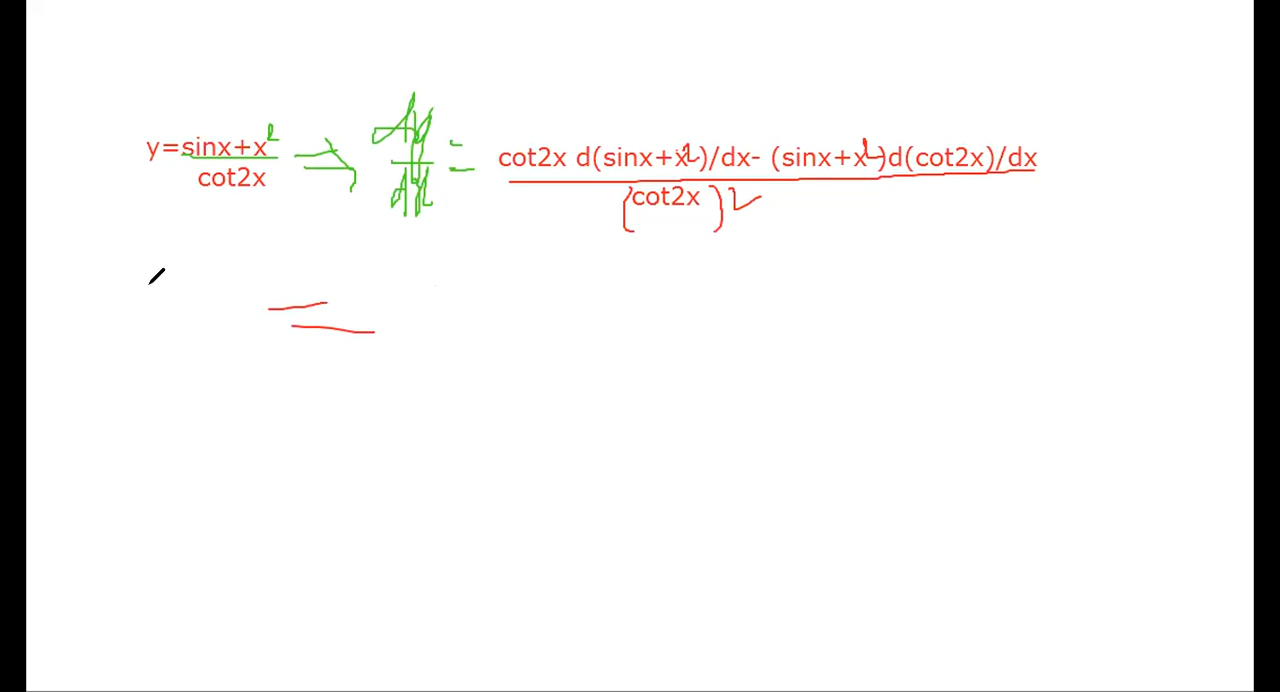 y=sinx+x² ⇒ dy = cot2x d(sinx+x²)/dx- (sinx+x²)d(cot2x)/dx
cot2x dx (cot2x )²
=